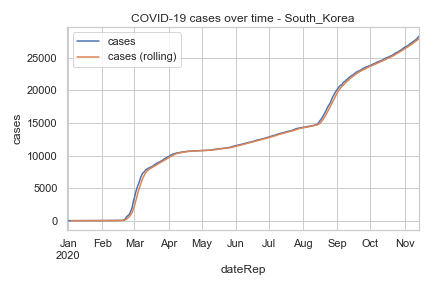 COVID-19 cases over time - South_Korea
cases
cases (rolling)
25000
20000
15000
10000
5000
0
cases
Jan Feb Mar Apr May Jun Jul Aug Sep Oct Nov
2020
dateRep